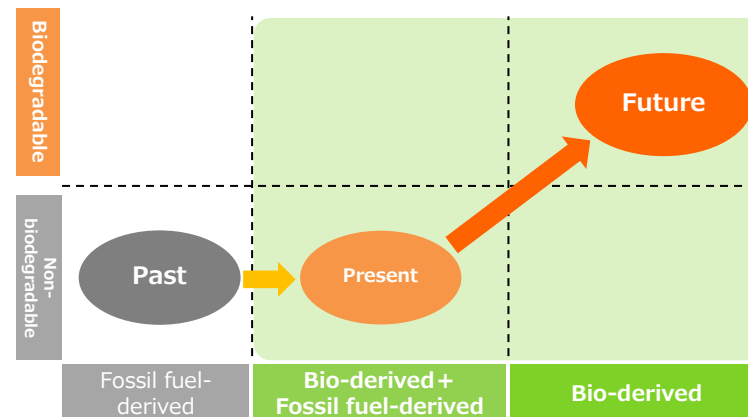 Biodegradable
Future
Non-
biodegradable
Past
Present
Fossil fuel-
derived
Bio-derived＋
Fossil fuel-derived
Bio-derived